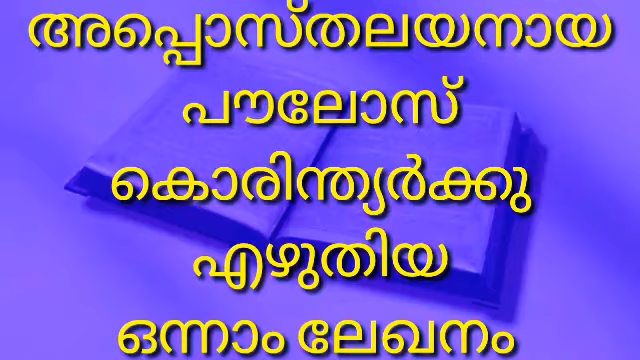 അപ്പൊസ്തലയനായ
പൗലോസ്
കൊരിന്ത്യർക്കു
എഴുതിയ
ഒന്നാം ലേഖനം